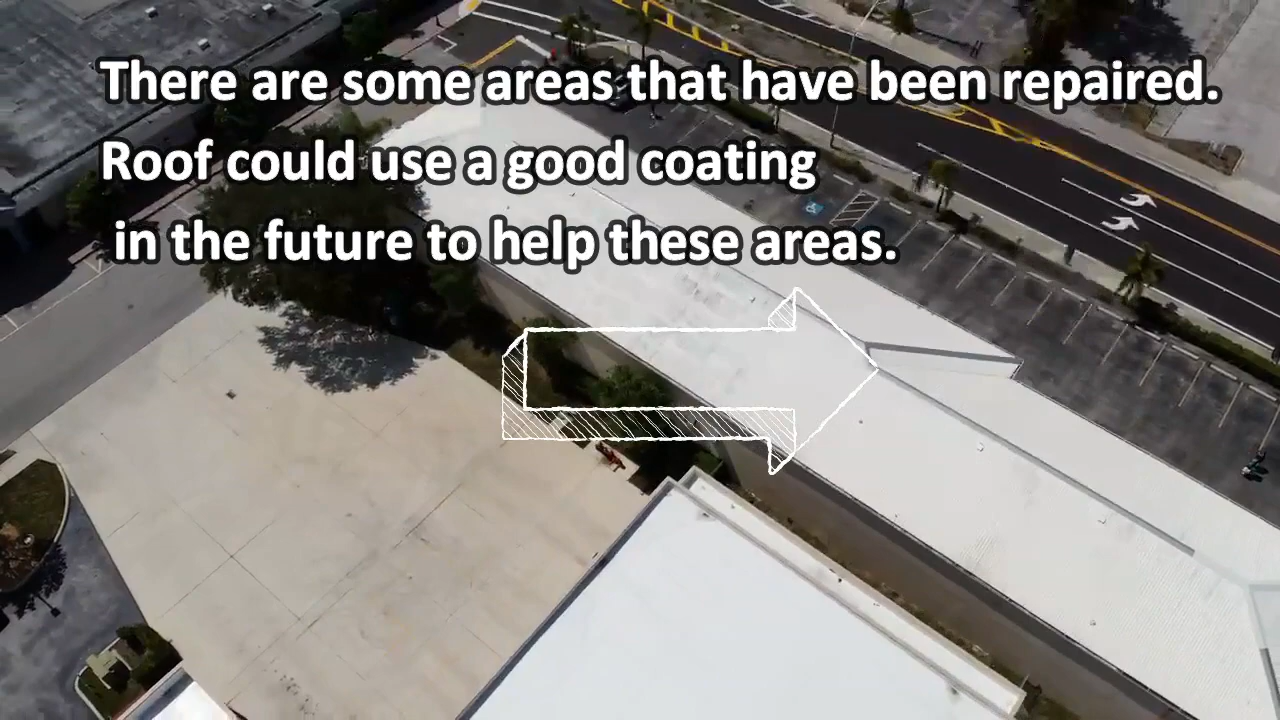 There are some areas that have been repaired.
Roof could use a good coating
in the future to help these areas.